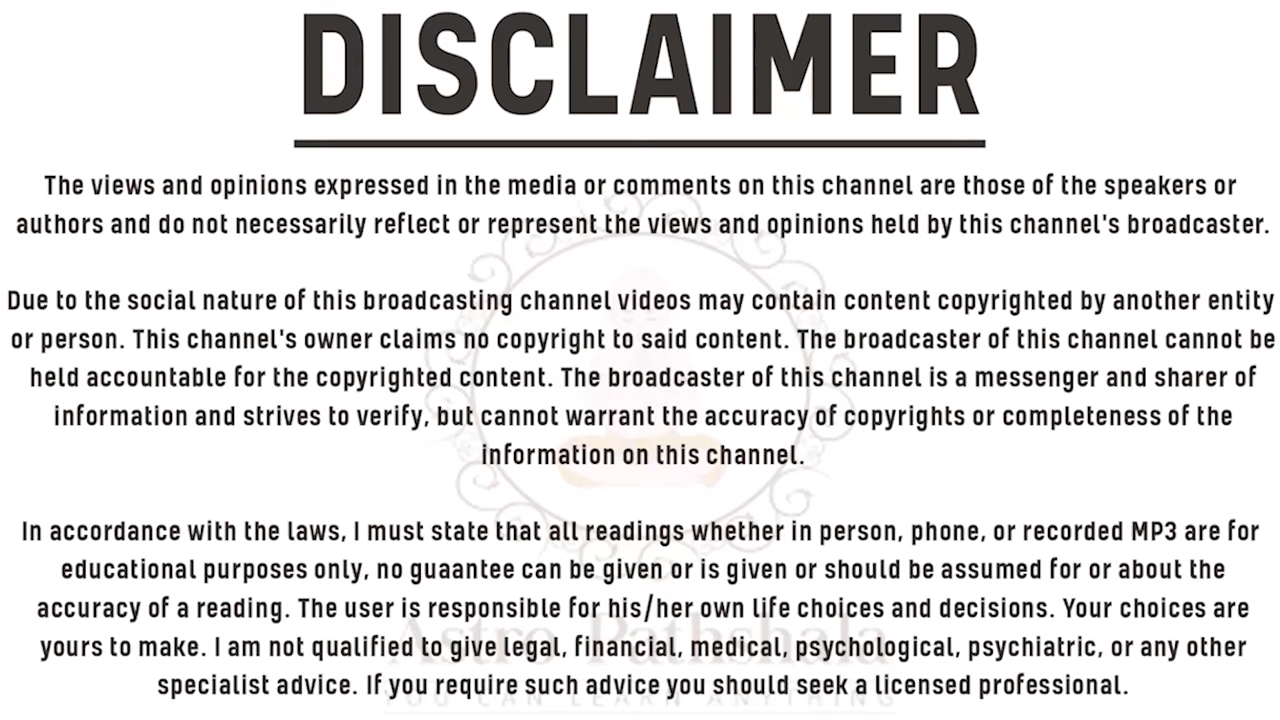 DISCLAIMER
The views and opinions expressed in the media or comments on this channel are those of the speakers or
authors and do not necessarily reflect or represent the views and opinions held by this channel's broadcaster.
Due to the social nature of this broadcasting channel videos may contain content copyrighted by another entity
or person. This channel's owner claims no copyright to said content. The broadcaster of this channel cannot be
held accountable for the copyrighted content. The broadcaster of this channel is a messenger and sharer of
information and strives to verify, but cannot warrant the accuracy of copyrights or completeness of the
information on this channel.
In accordance with the laws, I must state that all readings whether in person, phone, or recorded MP3 are for
educational purposes only, no guaantee can be given or is given or should be assumed for or about the
accuracy of a reading. The user is responsible for his/her own life choices and decisions. Your choices are
Astro Pathshala
yours to make. I am not qualified to give legal, financial, medical, psychological, psychiatric, or any other
specialist advice. If you require such advice you should seek a licensed professional.
YOU CAN LEARN ANYTHING